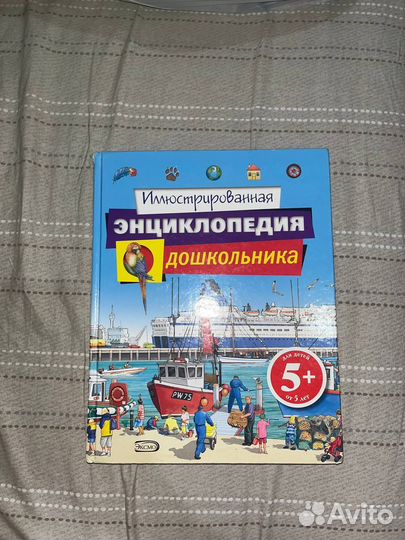 Иллюстрированная
ЭНЦИКЛОПЕДИЯ
ДОШКОЛЬНИКА
для детей
5+
от 5 лет
PW 75
ЭКСМО
Avito